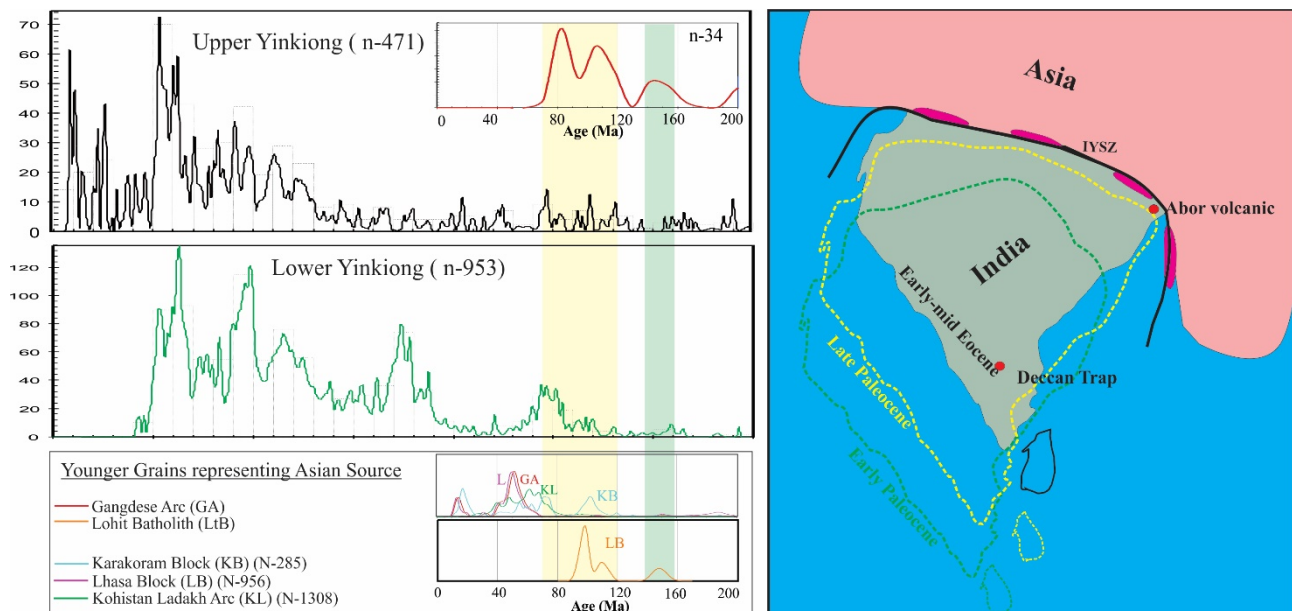 70
60
50
40
30
20
10
0
Upper Yinkiong ( n-471)
n-34
0 40 80 120 160 200
Age (Ma)
120
100
80
60
40
20
0
Lower Yinkiong ( n-953)
Younger Grains representing Asian Source
Gangdese Arc (GA)
Lohit Batholith (LtB)
Karakoram Block (KB) (N-285)
Lhasa Block (LB) (N-956)
Kohistan Ladakh Arc (KL) (N-1308)
L
GA
KL
KB
LB
0 40 80 120 160 200
Age (Ma)
Asia
IYSZ
Abor volcanic
India
Early-mid Eocene
Deccan Trap
Late Paleocene
Early Paleocene